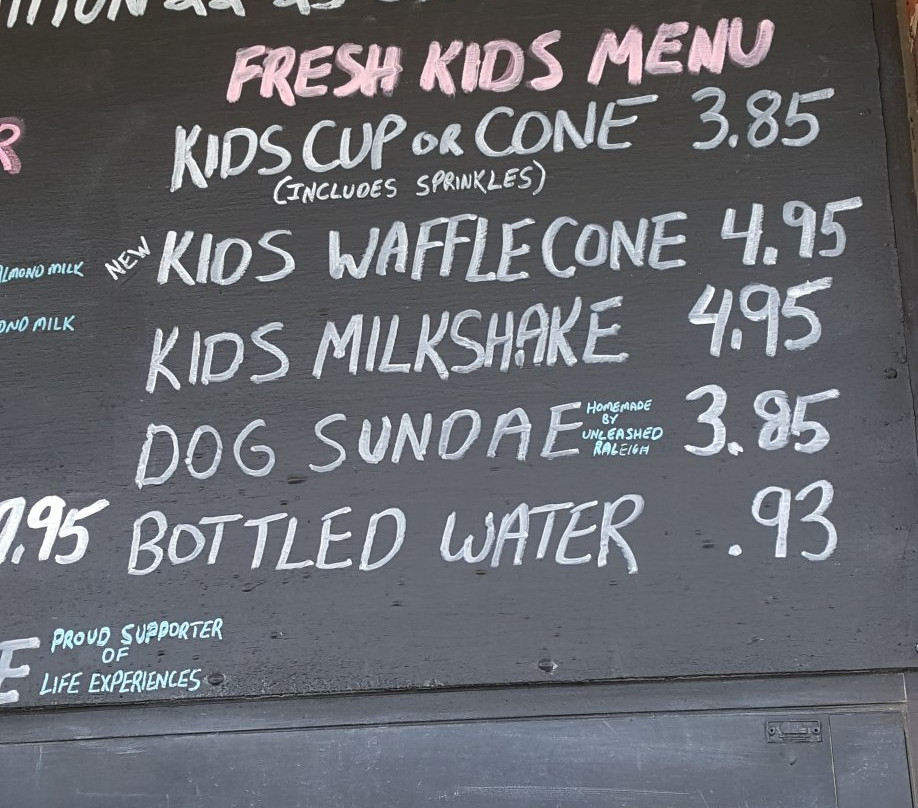 FRESH KIDS MENU
KIDS CUP OR CONE 3.85
(INCLUDES SPRINKLES)
NEW KIDS WAFFLE CONE 4.95
ALMOND MILK
KIDS MILKSHAKE 4.95
OND MILK
DOG SUNDAE HOMEMADE BY UNLEASHED RALEIGH 3.85
7.95 BOTTLED WATER .93
PROUD SUPPORTER
OF
LIFE EXPERIENCES